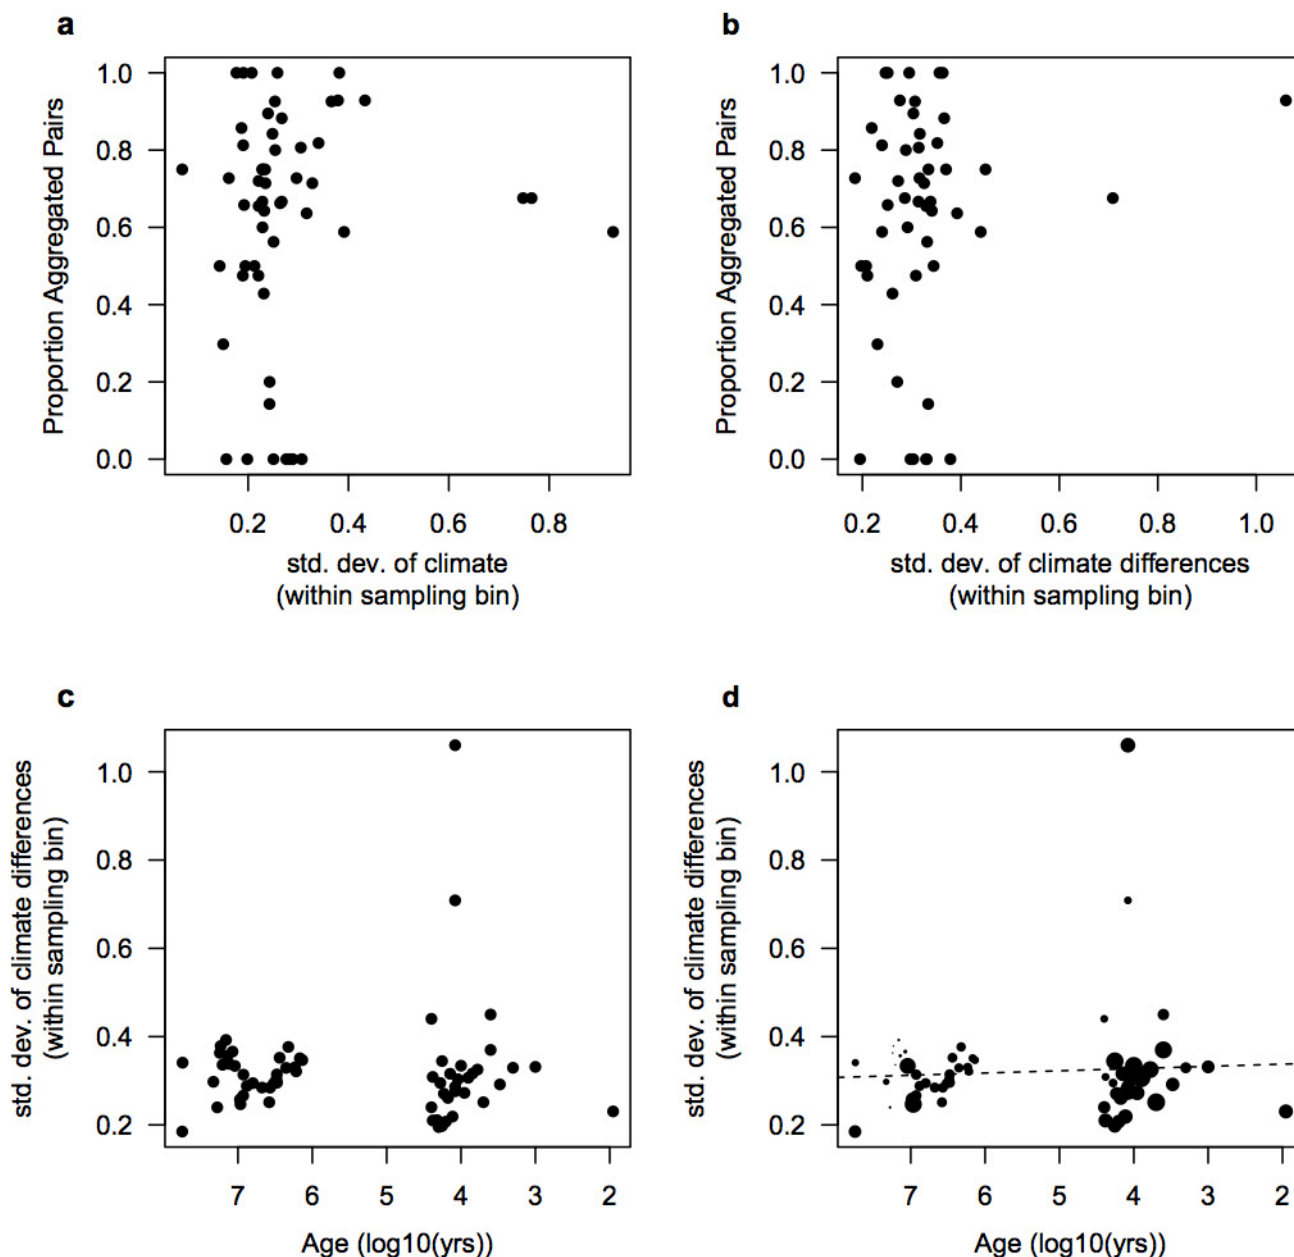 a
b
1.0
0.8
0.6
0.4
0.2
0.0
Proportion Aggregated Pairs
0.2 0.4 0.6 0.8
std. dev. of climate
(within sampling bin)
1.0
0.8
0.6
0.4
0.2
0.0
Proportion Aggregated Pairs
0.2 0.4 0.6 0.8 1.0
std. dev. of climate differences
(within sampling bin)
c
d
1.0
0.8
0.6
0.4
0.2
std. dev. of climate differences
(within sampling bin)
7 6 5 4 3 2
Age (log10(yrs))
1.0
0.8
0.6
0.4
0.2
std. dev. of climate differences
(within sampling bin)
7 6 5 4 3 2
Age (log10(yrs))